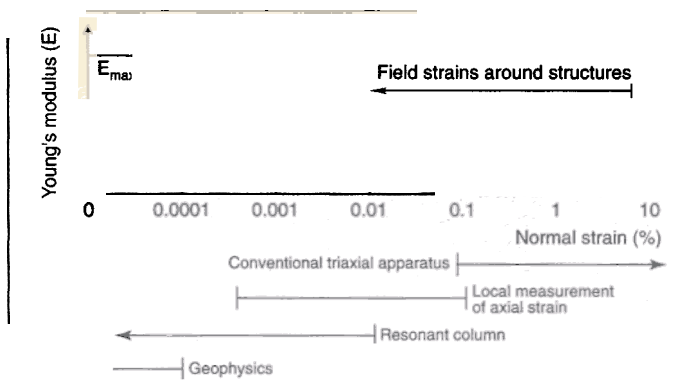 Young's modulus (E)
Emax
Field strains around structures
0 0.0001 0.001 0.01 0.1 1 10
Normal strain (%)
Conventional triaxial apparatus
Local measurement
of axial strain
Resonant column
Geophysics